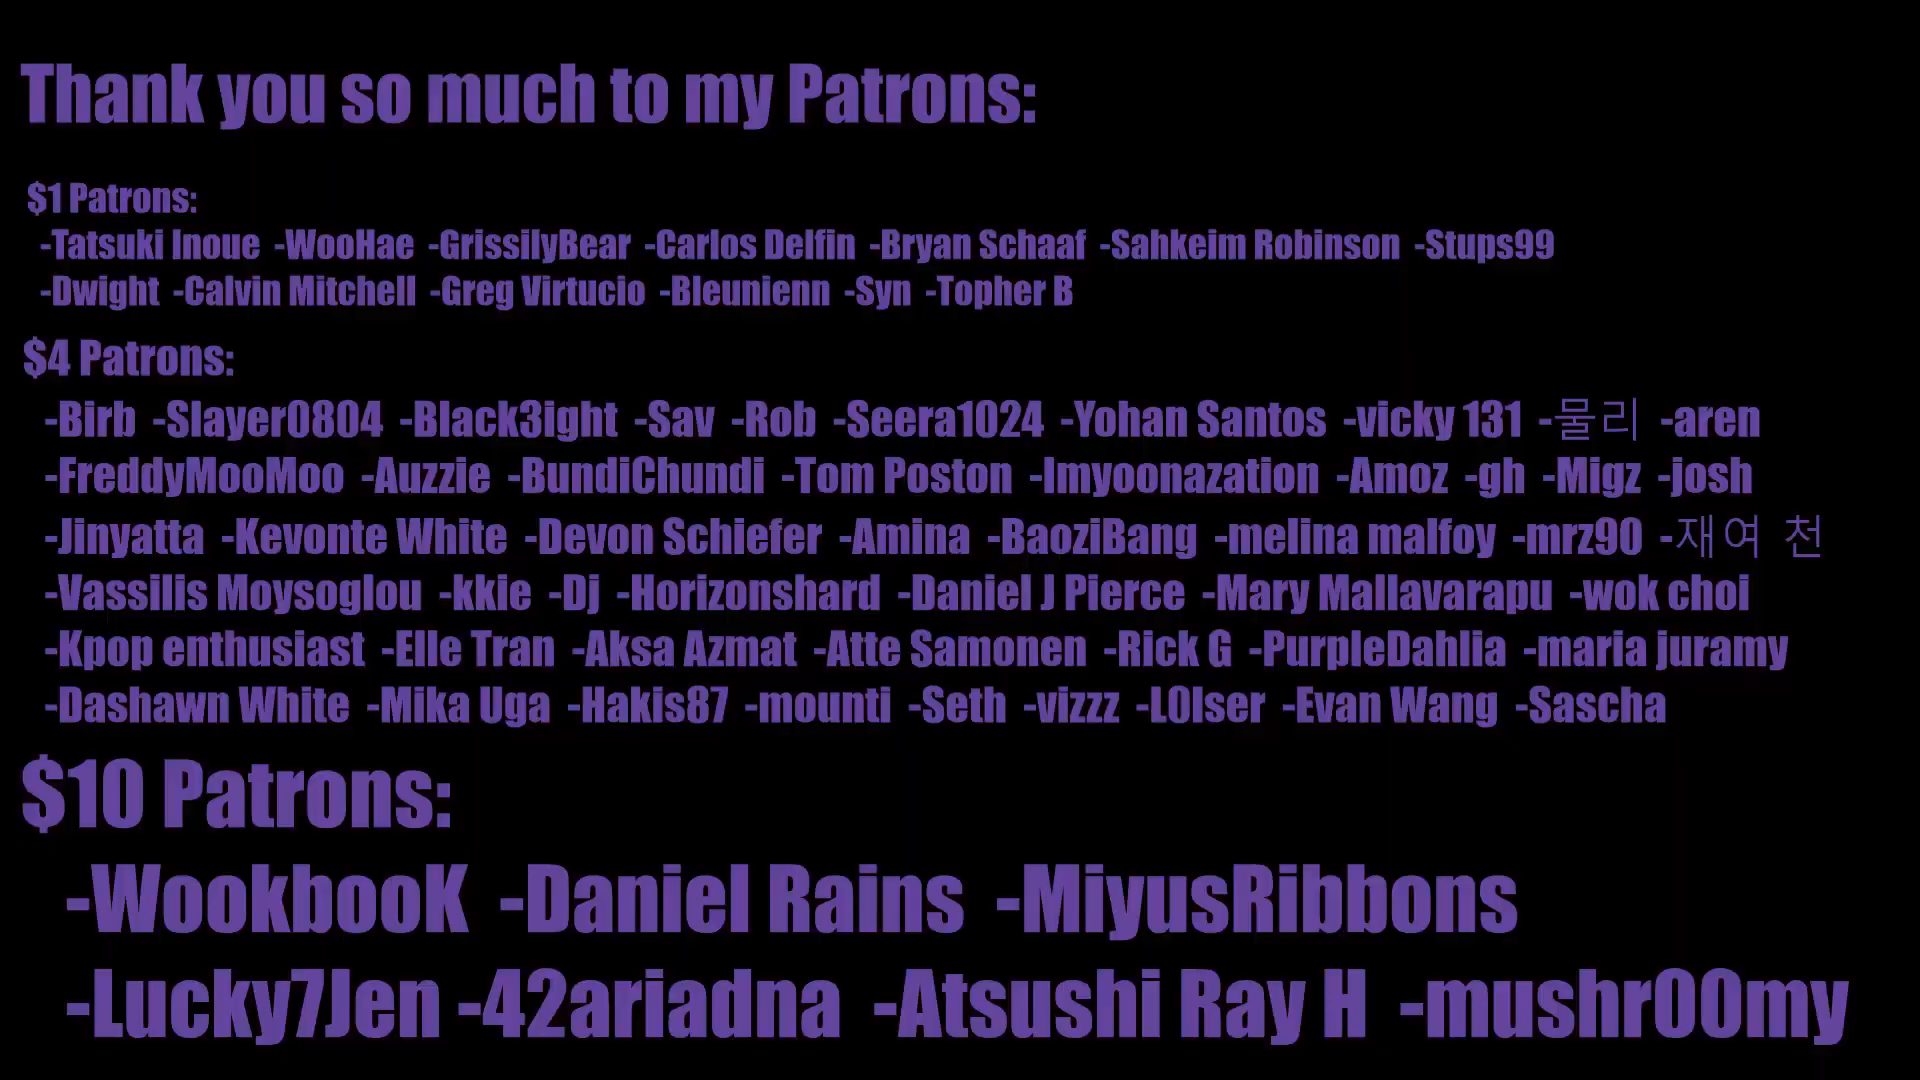 Thank you so much to my Patrons:
$1 Patrons:
-Tatsuki Inoue -WooHae -GrissilyBear -Carlos Delfin -Bryan Schaaf -Sahkeim Robinson -Stups99
-Dwight -Calvin Mitchell -Greg Virtucio -Bleunienn -Syn -Topher B
$4 Patrons:
-Birb -Slayer0804 -Black3ight -Sav -Rob -Seera1024 -Yohan Santos -vicky 131 -물리 -aren
-FreddyMooMoo -Auzzie -BundiChundi -Tom Poston -Imyoonazation -Amoz -gh -Migz -josh
-Jinyatta -Kevonte White -Devon Schiefer -Amina -BaoziBang -melina malfoy -mrz90 -재여 천
-Vassilis Moysoglou -kkie -Dj -Horizonshard -Daniel J Pierce -Mary Mallavarapu -wok choi
-Kpop enthusiast -Elle Tran -Aksa Azmat -Atte Samonen -Rick G -PurpleDahlia -maria juramy
-Dashawn White -Mika Uga -Hakis87 -mounti -Seth -vizzz -L0lser -Evan Wang -Sascha
$10 Patrons:
-WookbooK -Daniel Rains -MiyusRibbons
-Lucky7Jen -42ariadna -Atsushi Ray H -mushr00my